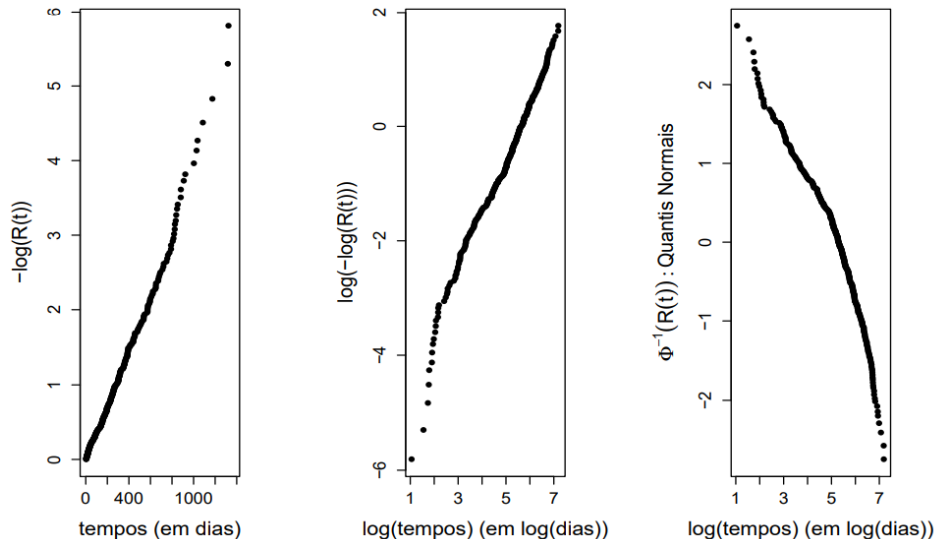 −log(R(t))
6
5
4
3
2
1
0
0 400 1000
tempos (em dias)
log(−log(R(t)))
2
0
−2
−4
−6
1 3 5 7
log(tempos) (em log(dias))
Φ⁻¹(R(t)) : Quantis Normais
2
1
0
−1
−2
1 3 5 7
log(tempos) (em log(dias))